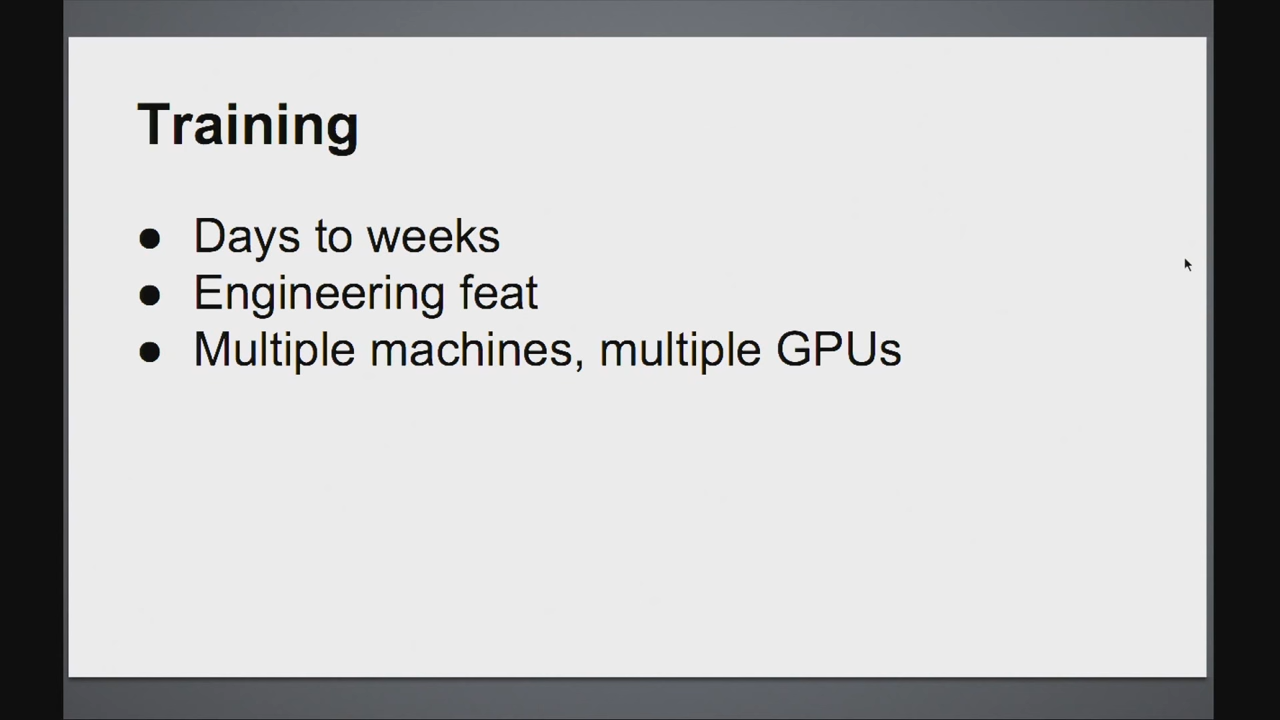 Training
● Days to weeks
● Engineering feat
● Multiple machines, multiple GPUs